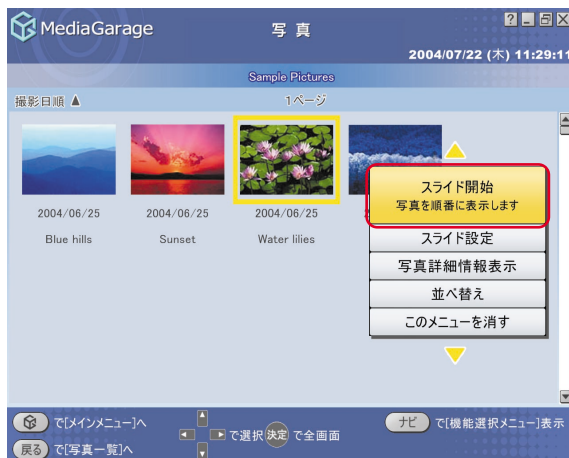 MediaGarage
写真
2004/07/22 (木) 11:29:11
Sample Pictures
撮影日順 ▲
1ページ
2004/06/25
2004/06/25
2004/06/25
Blue hills
Sunset
Water lilies
スライド開始
写真を順番に表示します
スライド設定
写真詳細情報表示
並べ替え
このメニューを消す
で[メインメニュー]へ
で選択 決定 で全画面
ナビ で[機能選択メニュー]表示
戻る で[写真一覧]へ